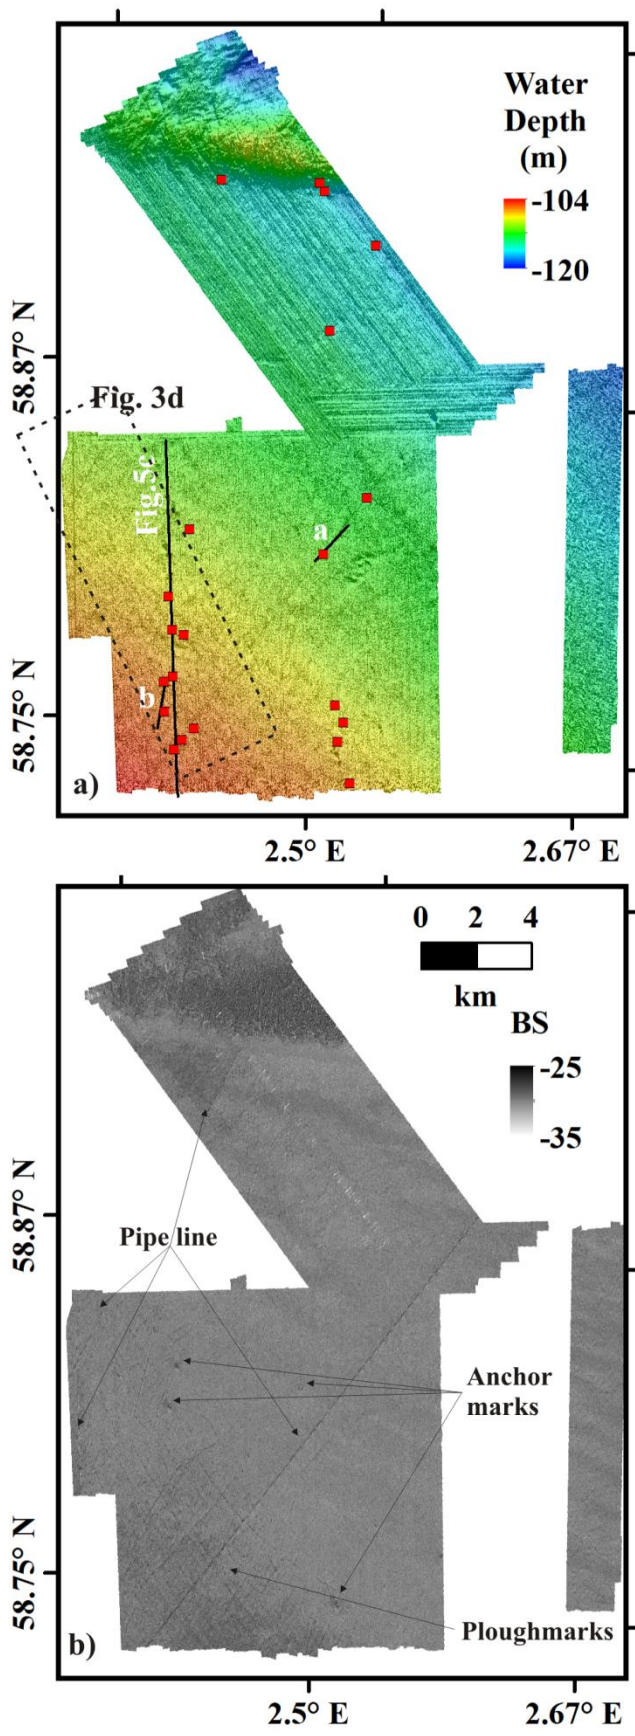 Water
Depth
(m)
-104
-120
58.87° N
Fig. 3d
Fig.5c
a
b
58.75° N
a)
2.5° E
2.67° E
0 2 4
km
BS
-25
-35
58.87° N
Pipe line
Anchor
marks
58.75° N
Ploughmarks
b)
2.5° E
2.67° E